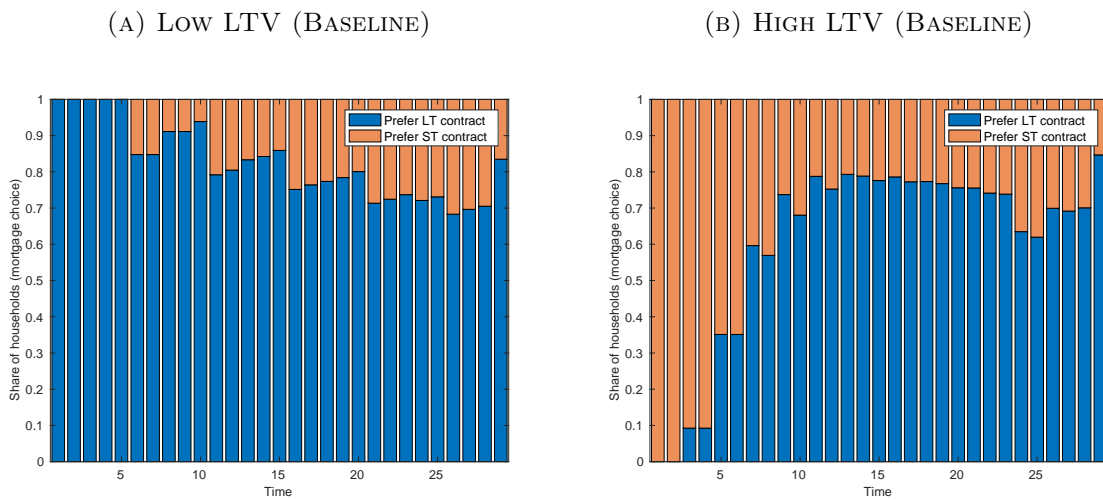 (A) LOW LTV (BASELINE)
Share of households (mortgage choice)
1
0.9
0.8
0.7
0.6
0.5
0.4
0.3
0.2
0.1
0
Prefer LT contract
Prefer ST contract
5 10 15 20 25
Time
(B) HIGH LTV (BASELINE)
Share of households (mortgage choice)
1
0.9
0.8
0.7
0.6
0.5
0.4
0.3
0.2
0.1
0
Prefer LT contract
Prefer ST contract
5 10 15 20 25
Time